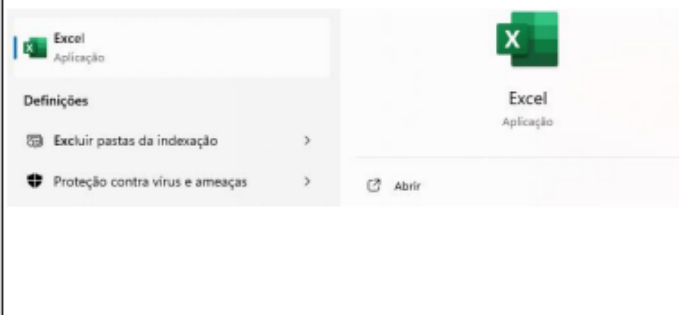 Excel
Aplicação
Definições
Excluir pastas da indexação
Proteção contra vírus e ameaças
X
Excel
Aplicação
Abrir